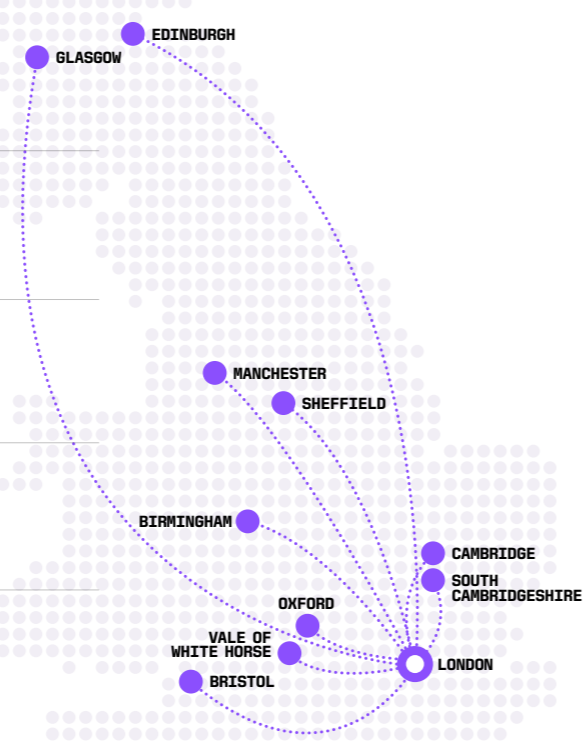 EDINBURGH
GLASGOW
MANCHESTER
SHEFFIELD
BIRMINGHAM
CAMBRIDGE
SOUTH
CAMBRIDGESHIRE
OXFORD
VALE OF
WHITE HORSE
LONDON
BRISTOL